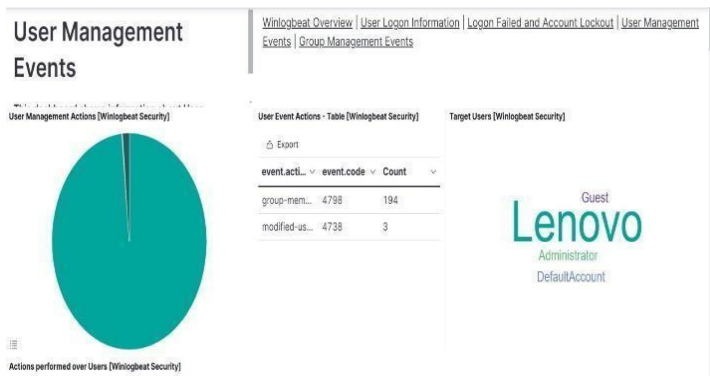 User Management
Events
Winlogbeat Overview | User Logon Information | Logon Failed and Account Lockout | User Management
Events | Group Management Events
User Management Actions [Winlogbeat Security]
User Event Actions - Table [Winlogbeat Security]
Target Users [Winlogbeat Security]
Export
event.acti... event.code Count
group-mem... 4798 194
modified-us... 4738 3
Guest
Lenovo
Administrator
DefaultAccount
Actions performed over Users [Winlogbeat Security]